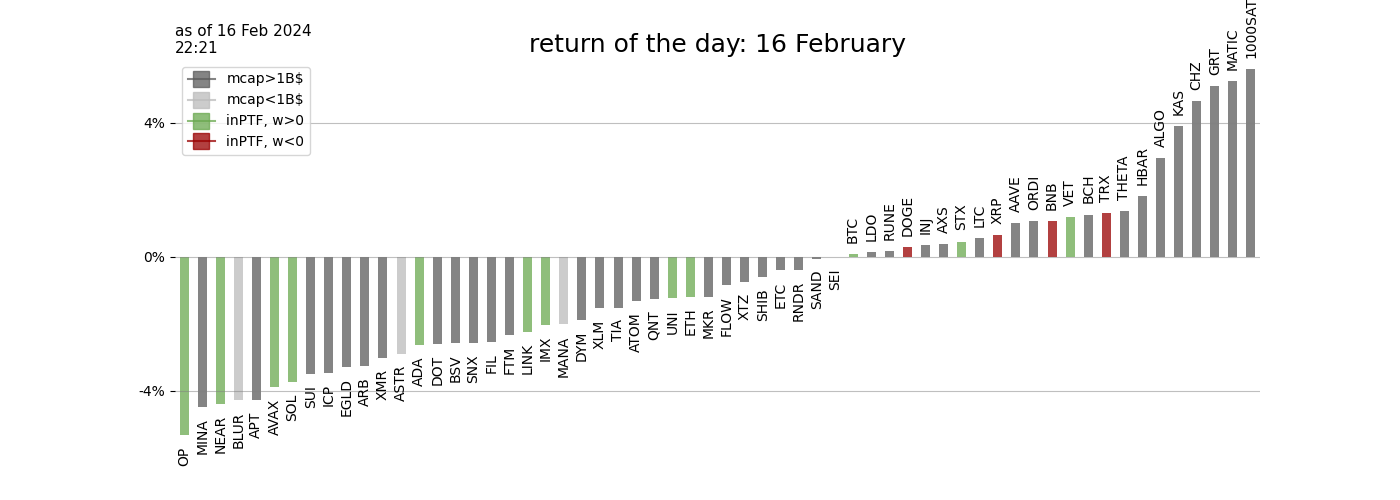 as of 16 Feb 2024
22:21
return of the day: 16 February
mcap>1B$
mcap<1B$
inPTF, w>0
inPTF, w<0
4%
0%
-4%
OP
MINA
NEAR
BLUR
APT
AVAX
SOL
SUI
ICP
EGLD
ARB
XMR
ASTR
ADA
DOT
BSV
SNX
FIL
FTM
LINK
IMX
MANA
DYM
XLM
TIA
ATOM
QNT
UNI
ETH
MKR
FLOW
XTZ
SHIB
ETC
RNDR
SAND
SEI
BTC
LDO
RUNE
DOGE
INJ
AXS
STX
LTC
XRP
AAVE
ORDI
BNB
VET
BCH
TRX
THETA
HBAR
ALGO
KAS
CHZ
GRT
MATIC
1000SAT